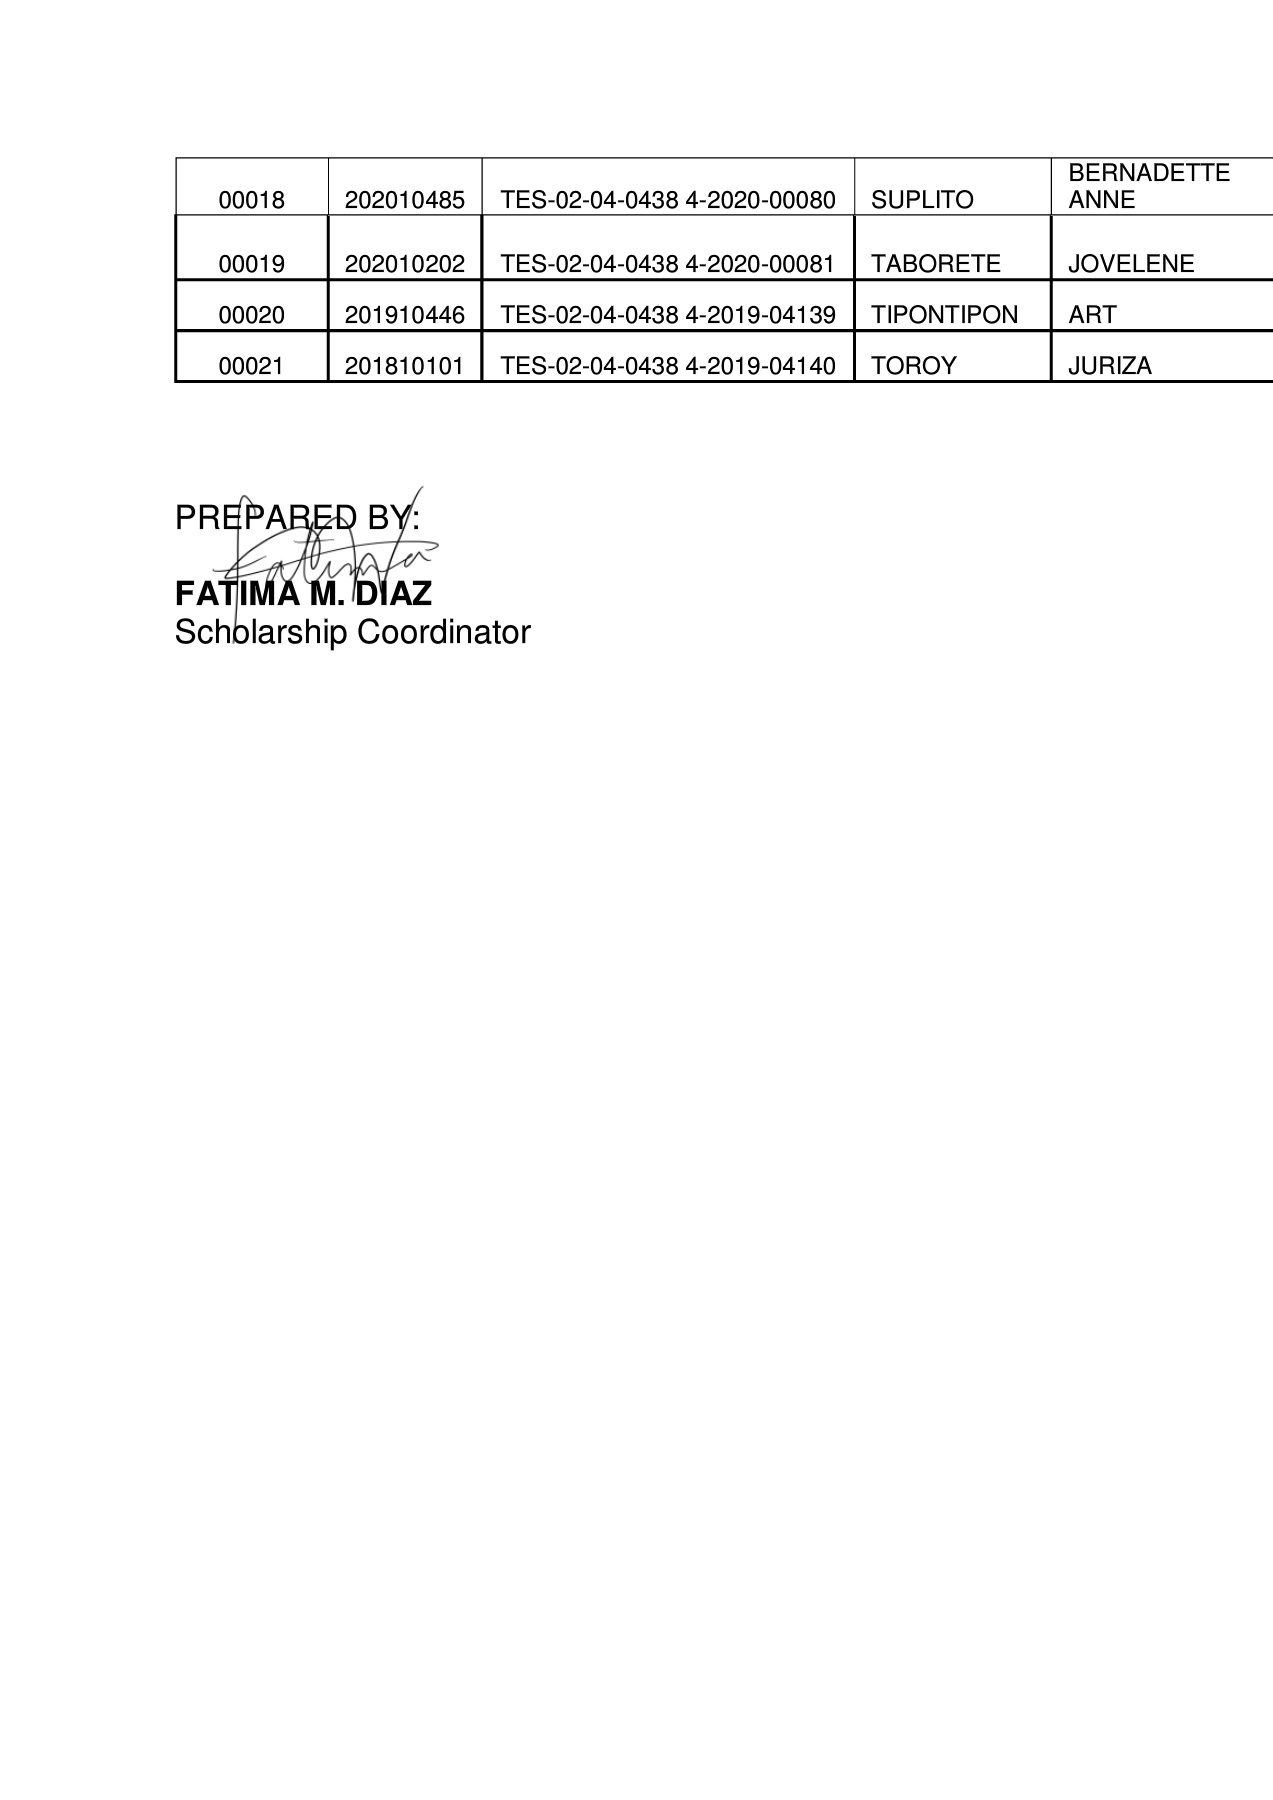 00018 202010485 TES-02-04-0438 4-2020-00080 SUPLITO BERNADETTE
ANNE
00019 202010202 TES-02-04-0438 4-2020-00081 TABORETE JOVELENE
00020 201910446 TES-02-04-0438 4-2019-04139 TIPONTIPON ART
00021 201810101 TES-02-04-0438 4-2019-04140 TOROY JURIZA
PREPARED BY:
Fatima
FATIMA M. DIAZ
Scholarship Coordinator